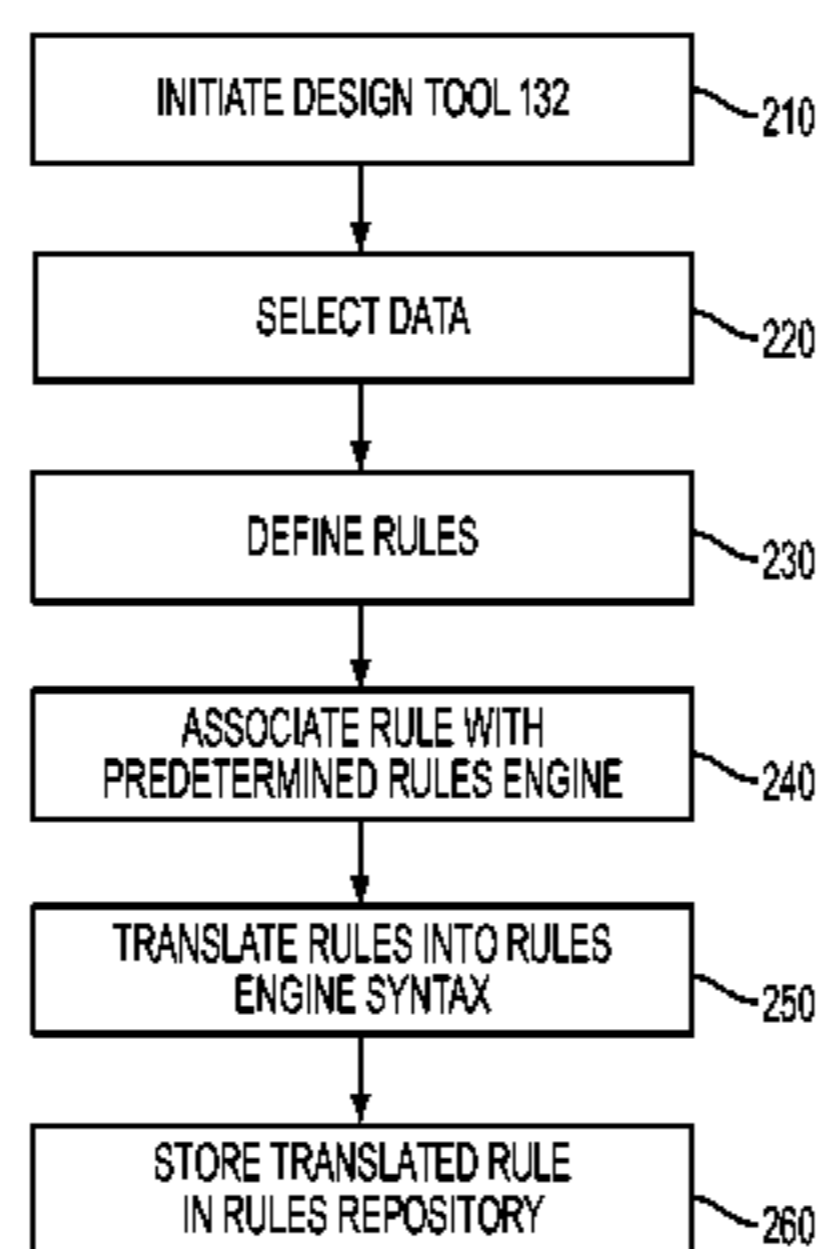 INITIATE DESIGN TOOL 132
210
SELECT DATA
220
DEFINE RULES
230
ASSOCIATE RULE WITH
PREDETERMINED RULES ENGINE
240
TRANSLATE RULES INTO RULES
ENGINE SYNTAX
250
STORE TRANSLATED RULE
IN RULES REPOSITORY
260